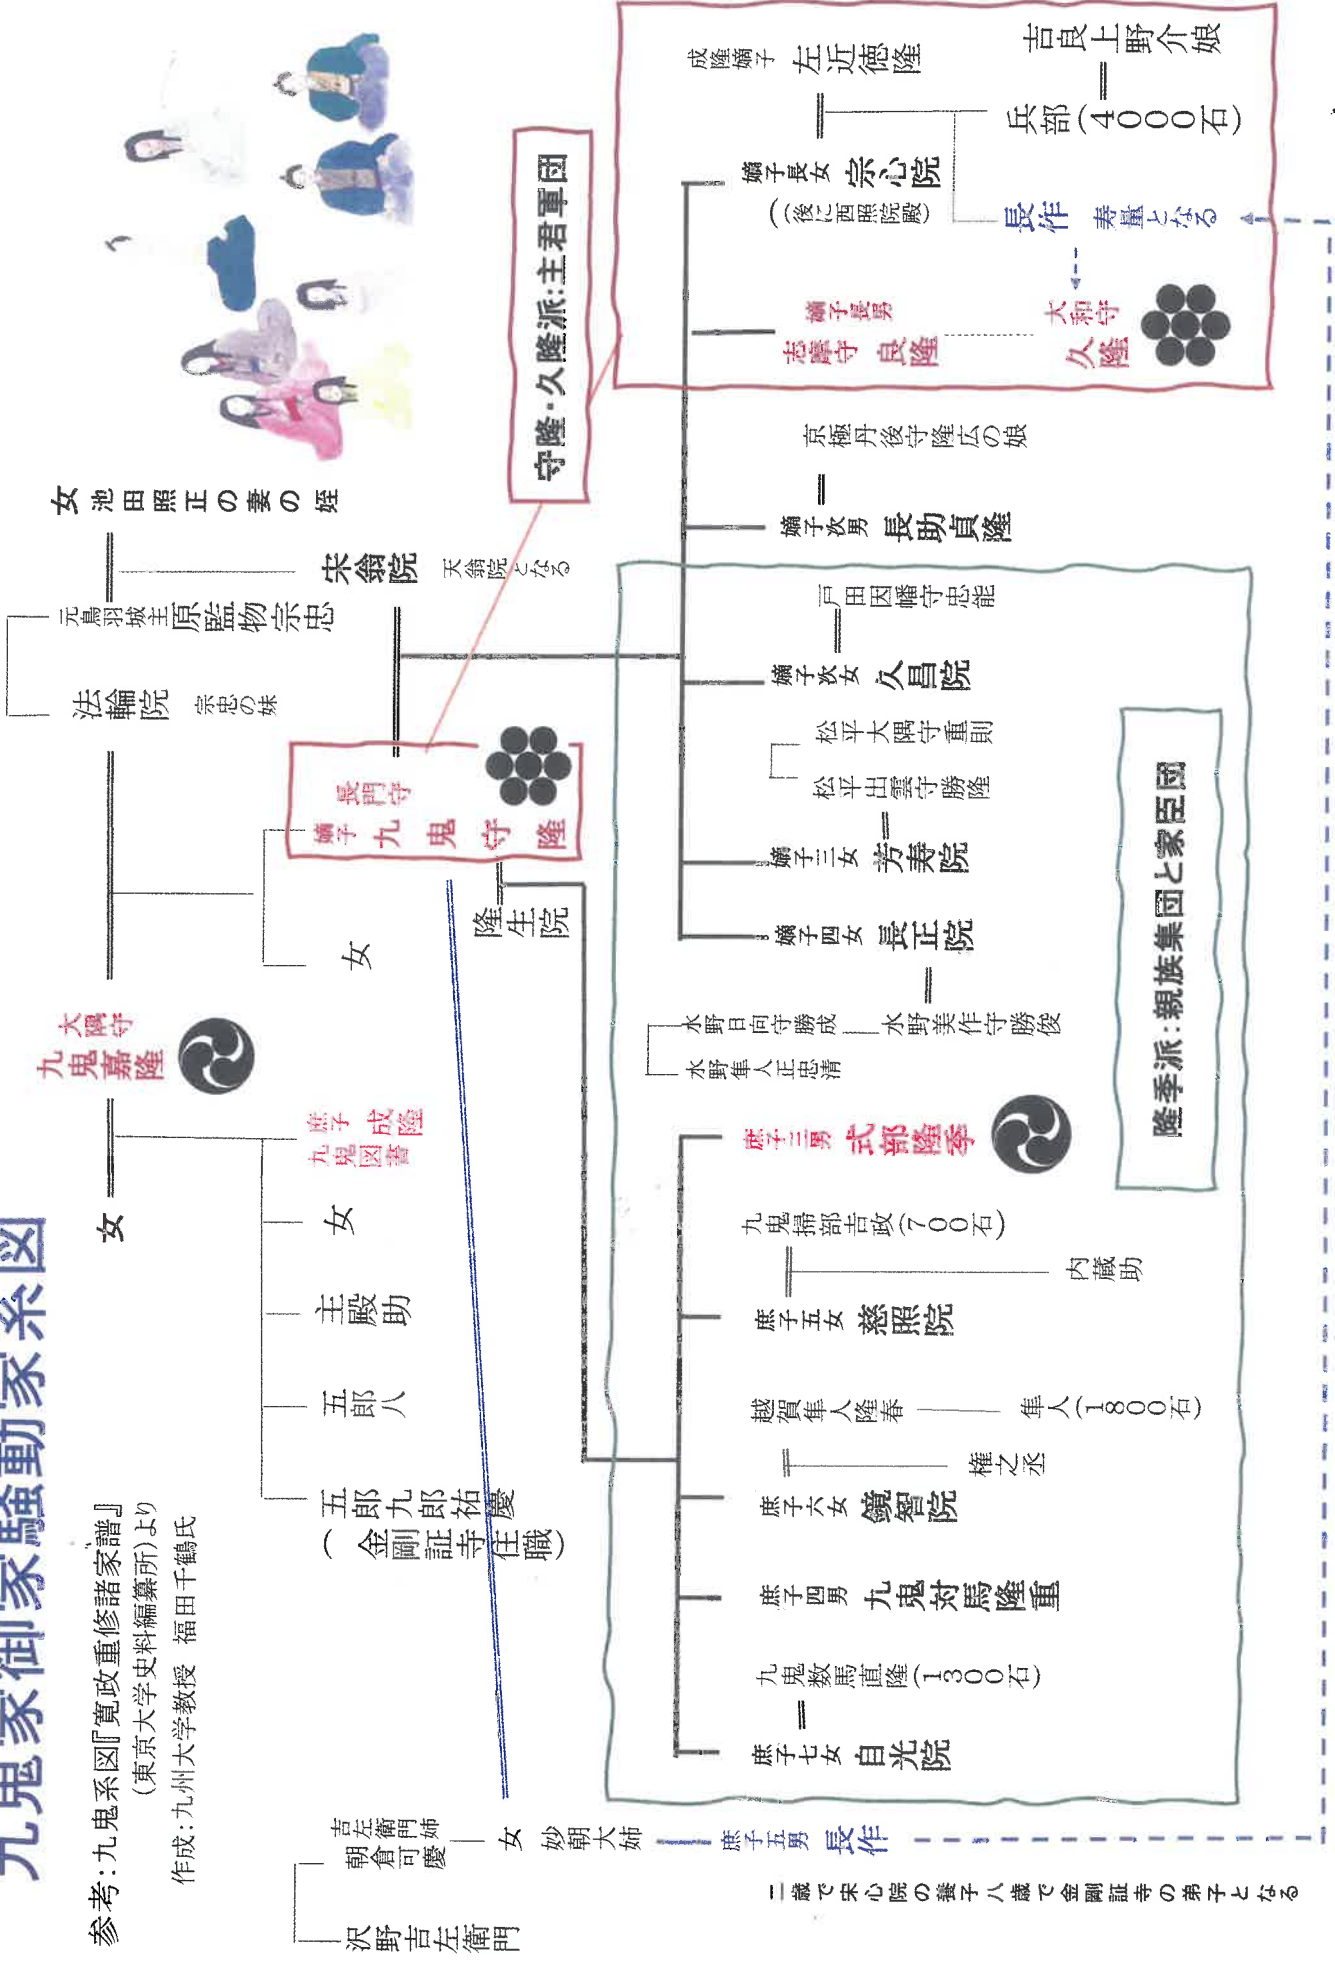 九鬼家御家騒動家系図
参考:九鬼系図『寛政重修諸家譜』
(東京大学史料編纂所)より
作成:九州大学教授 福田千鶴氏
女
大隅守
九鬼嘉隆
法輪院
宗忠の妹
元鳥羽城主
原監物宗忠
女
池田照正の妻の姪
宋翁院
天翁院となる
五郎九郎祐慶
(金剛証寺住職)
五郎八
主殿助
女
庶子 成隆
九鬼図書
女
長門守
嫡子
九鬼守隆
隆生院
守隆・久隆派:主君軍団
沢野吉左衛門
吉左衛門姉
朝倉可慶
女
妙朝大姉
庶子五男
長作
二歳で宋心院の養子八歳で金剛証寺の弟子となる
庶子七女
自光院
九鬼数馬直隆(1300石)
庶子四男
九鬼対馬隆重
庶子六女
鏡智院
権之丞
越賀隼人隆春
隼人(1800石)
庶子五女
慈照院
内蔵助
九鬼掃部吉政(700石)
庶子三男
式部隆季
水野隼人正忠清
水野日向守勝成
水野美作守勝俊
嫡子四女
長正院
嫡子三女
芳寿院
松平出雲守勝隆
松平大隅守重則
嫡子次女
久昌院
戸田因幡守忠能
嫡子次男
長助貞隆
京極丹後守隆広の娘
嫡子長男
志摩守 良隆
大和守
久隆
嫡子長女
宗心院
(後に西照院殿)
成隆嫡子
左近徳隆
長作
寿量となる
兵部(4000石)
吉良上野介娘
隆季派:親族集団と家臣団